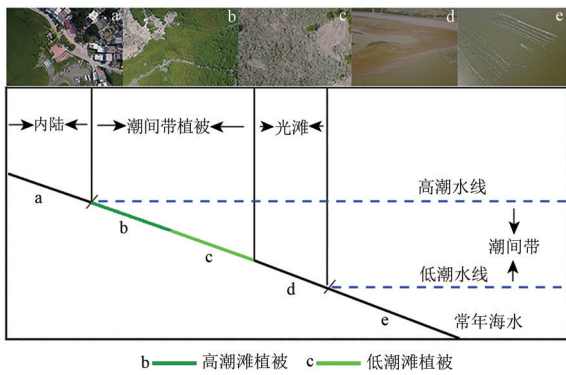 a b c d e
内陆 潮间带植被 光滩
高潮水线
a
b
潮间带
c
低潮水线
d
e 常年海水
b 高潮滩植被 c 低潮滩植被